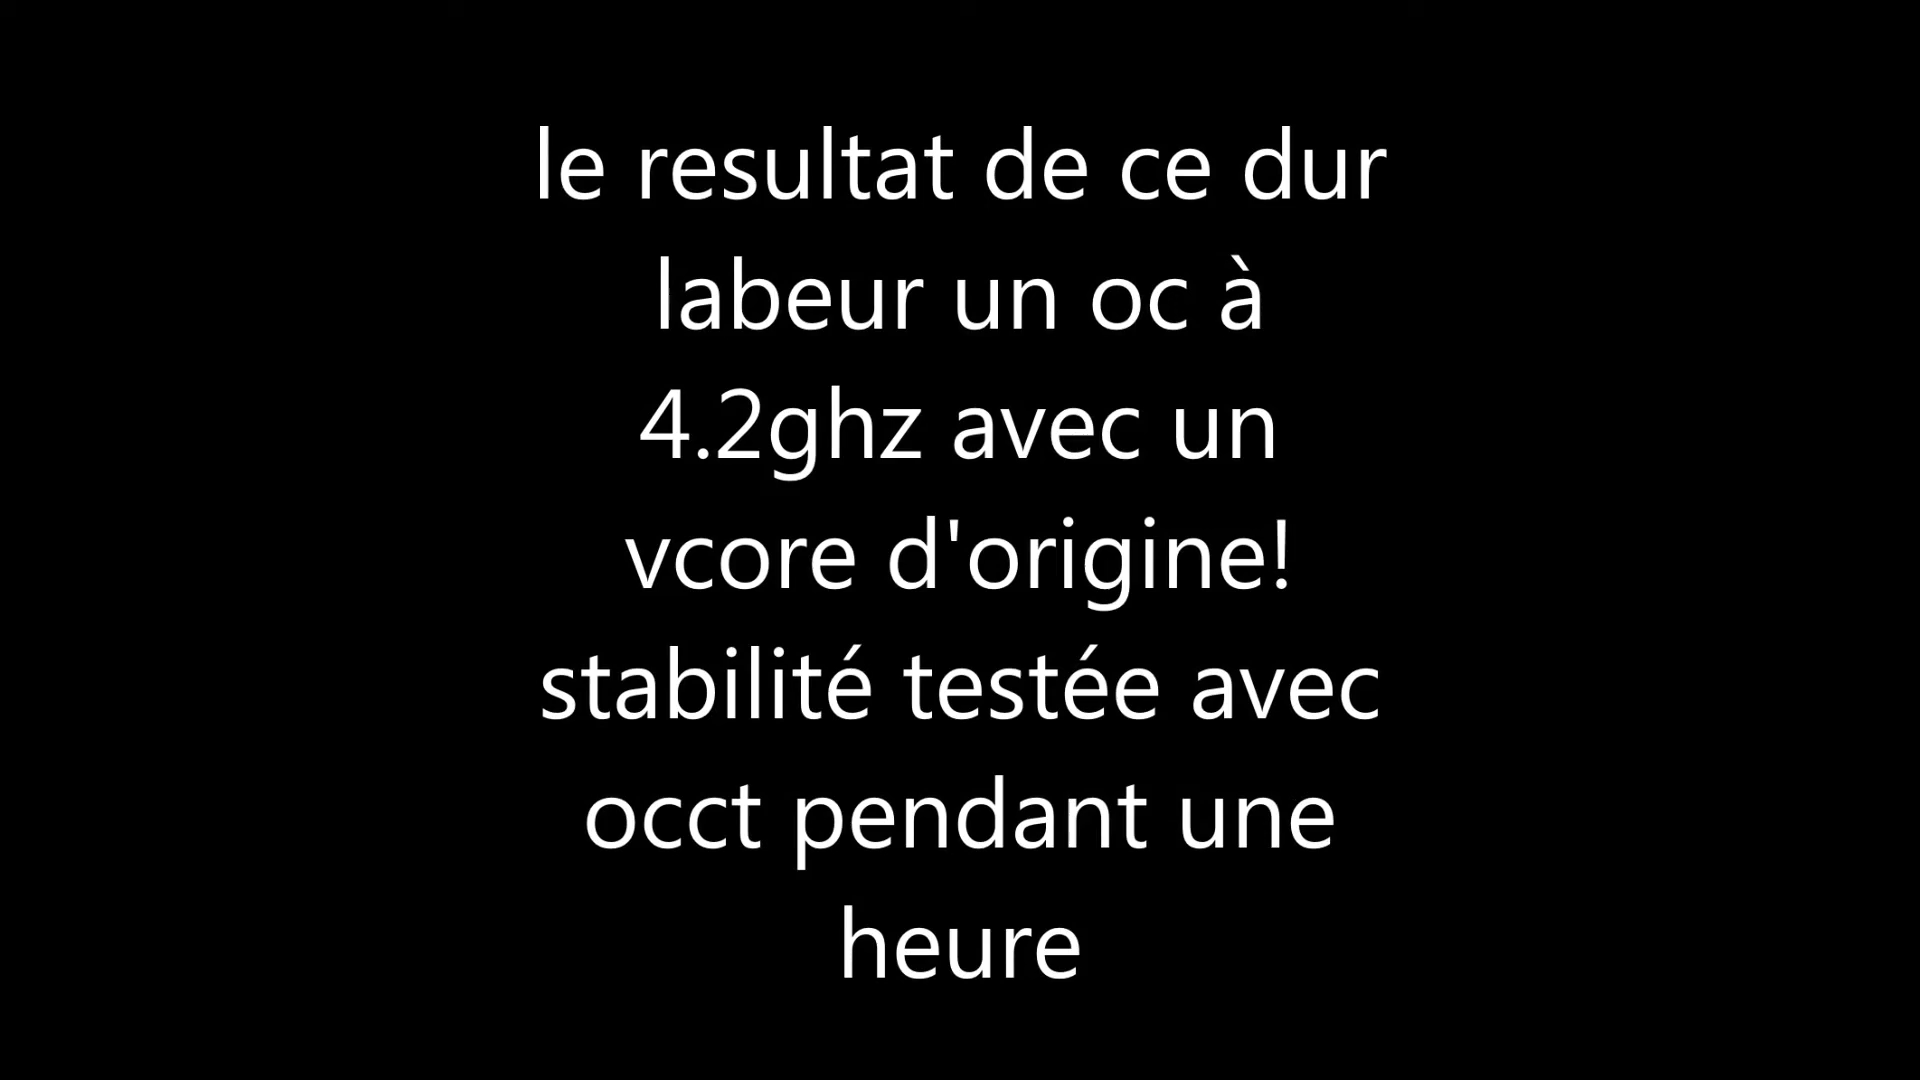 le resultat de ce dur
labeur un oc à
4.2ghz avec un
vcore d'origine!
stabilité testée avec
occt pendant une
heure